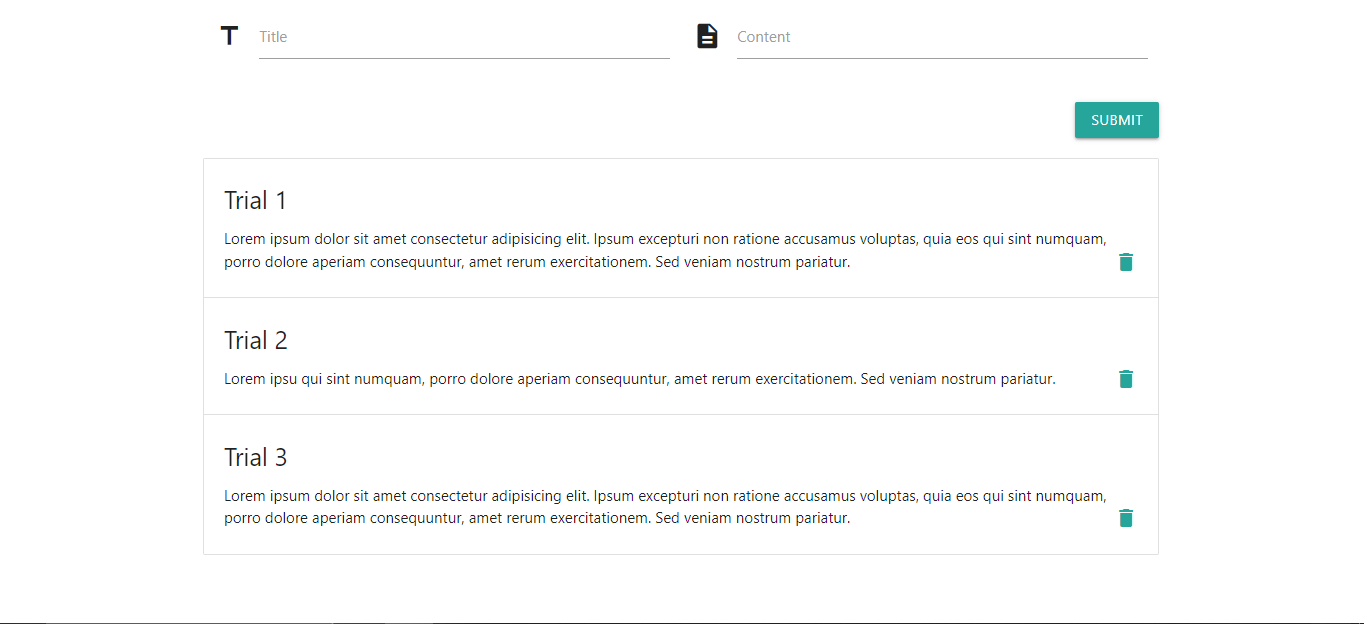 Title
Content
SUBMIT
Trial 1
Lorem ipsum dolor sit amet consectetur adipisicing elit. Ipsum excepturi non ratione accusamus voluptas, quia eos qui sint numquam,
porro dolore aperiam consequuntur, amet rerum exercitationem. Sed veniam nostrum pariatur.
Trial 2
Lorem ipsu qui sint numquam, porro dolore aperiam consequuntur, amet rerum exercitationem. Sed veniam nostrum pariatur.
Trial 3
Lorem ipsum dolor sit amet consectetur adipisicing elit. Ipsum excepturi non ratione accusamus voluptas, quia eos qui sint numquam,
porro dolore aperiam consequuntur, amet rerum exercitationem. Sed veniam nostrum pariatur.